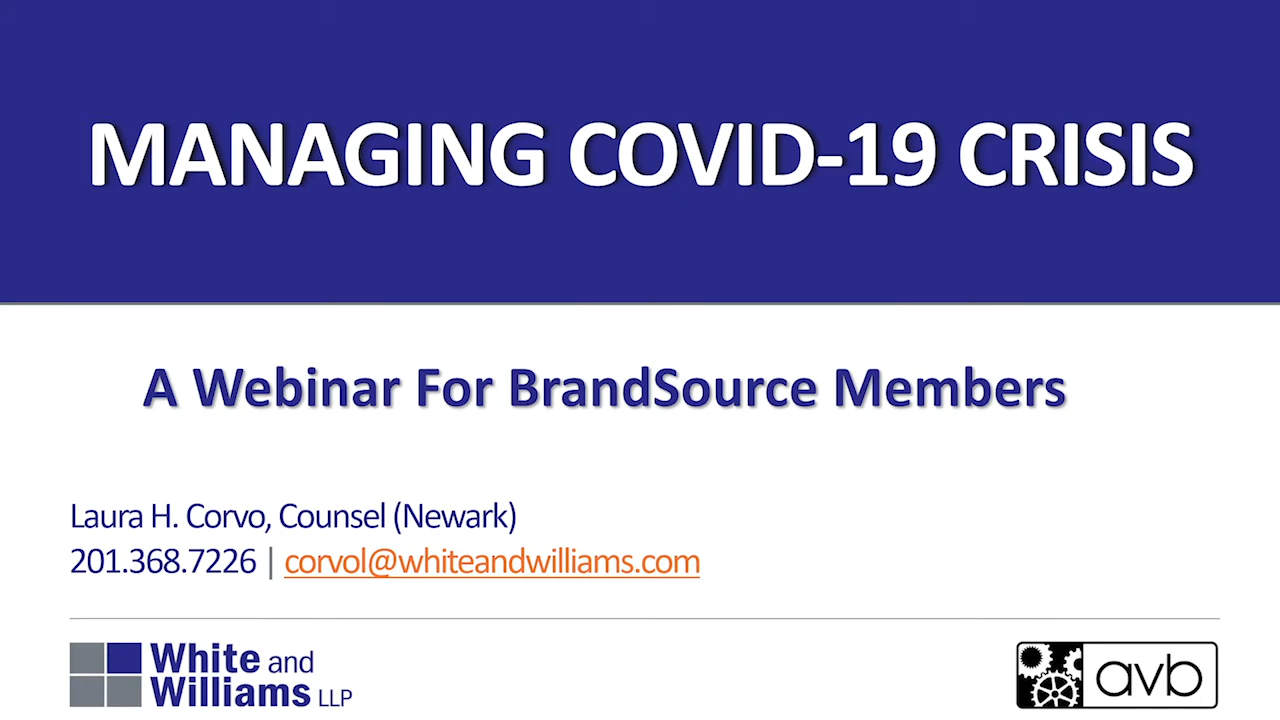 MANAGING COVID-19 CRISIS
A Webinar For BrandSource Members
Laura H. Corvo, Counsel (Newark)
201.368.7226 | corvol@whiteandwilliams.com
White and
Williams LLP
avb